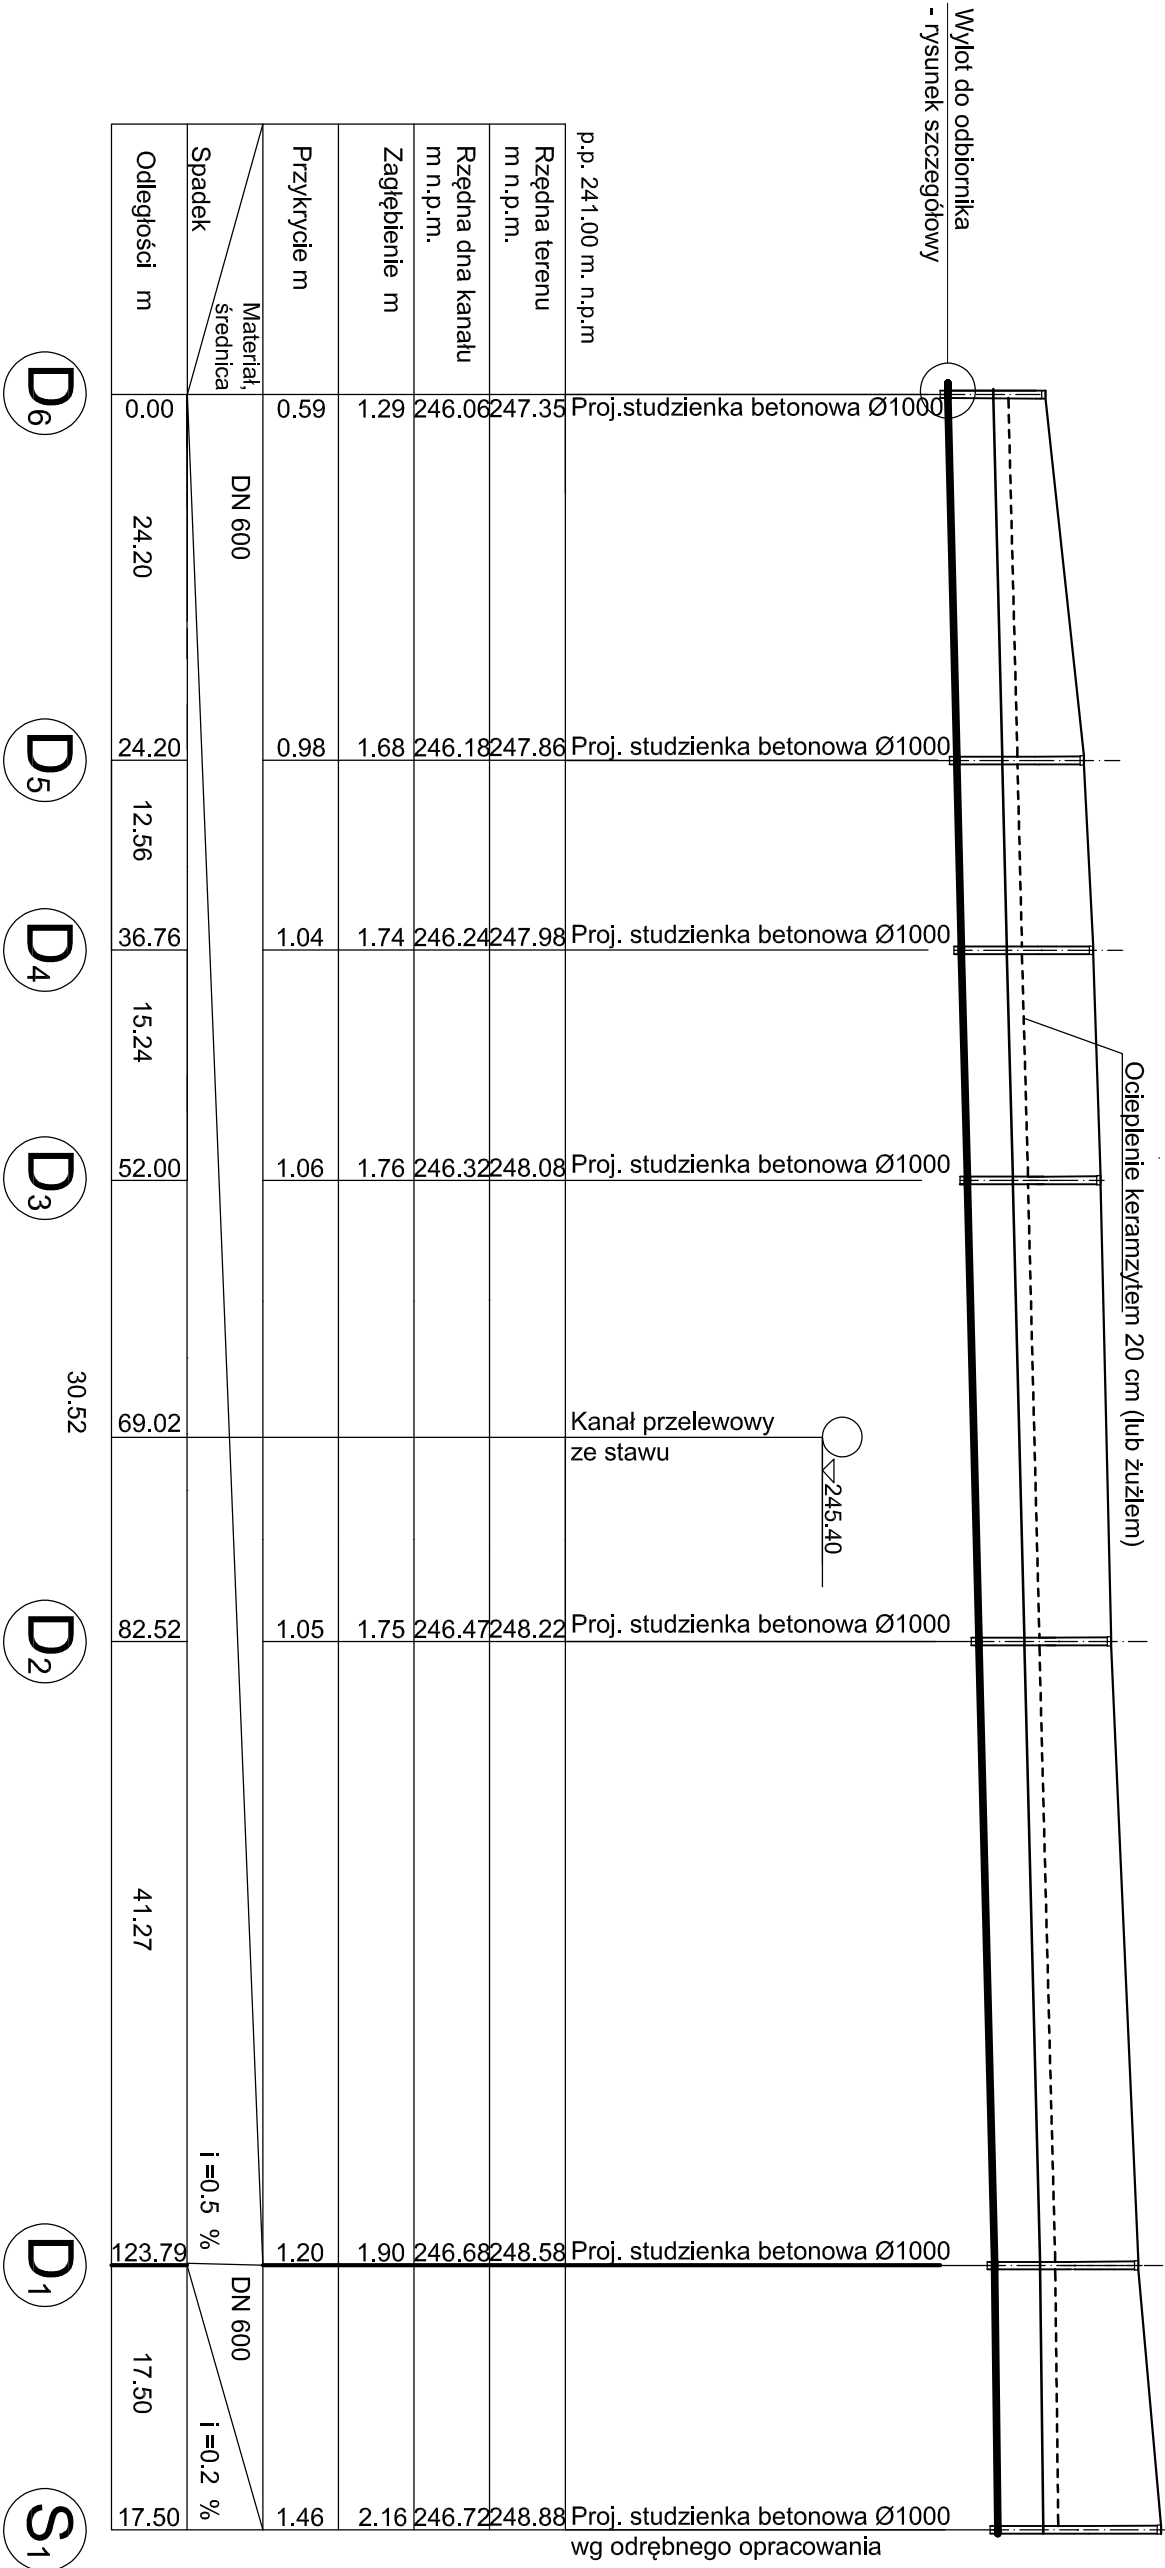 Wylot do odbiornika
- rysunek szczegółowy
Ocieplenie keramzytem 20 cm (lub żużlem)
p.p. 241.00 m. n.p.m
Proj.studzienka betonowa Ø1000
Proj. studzienka betonowa Ø1000
Proj. studzienka betonowa Ø1000
Proj. studzienka betonowa Ø1000
Kanał przelewowy
ze stawu
245.40
Proj. studzienka betonowa Ø1000
Proj. studzienka betonowa Ø1000
Proj. studzienka betonowa Ø1000
wg odrębnego opracowania
Rzędna terenu
m n.p.m.
247.35 247.86 247.98 248.08 248.22 248.58 248.88
Rzędna dna kanału
m n.p.m.
246.06 246.18 246.24 246.32 246.47 246.68 246.72
Zagłębienie m
1.29 1.68 1.74 1.76 1.75 1.90 2.16
Przykrycie m
0.59 0.98 1.04 1.06 1.05 1.20 1.46
Materiał,
średnica
DN 600 DN 600
Spadek
i =0.5 % i =0.2 %
Odległości m
0.00 24.20 24.20 12.56 36.76 15.24 52.00 69.02 82.52 41.27 123.79 17.50 17.50
30.52
D6 D5 D4 D3 D2 D1 S1